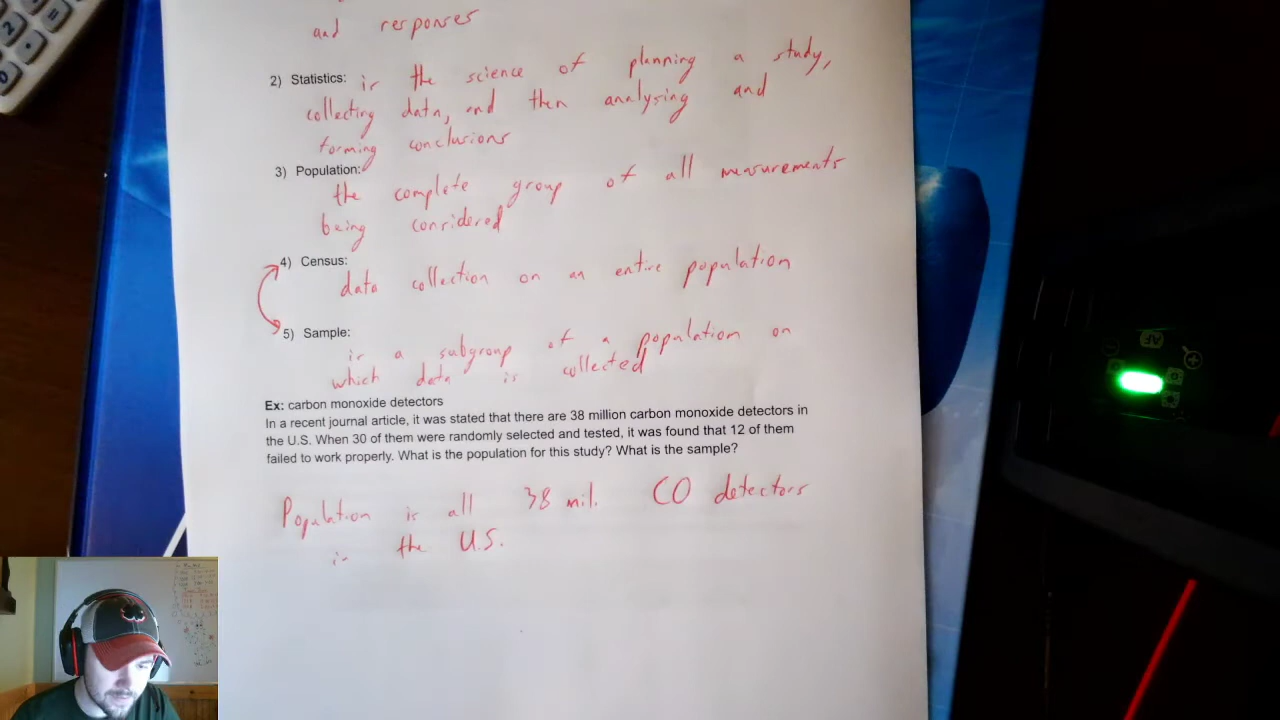 and responses
2) Statistics: is the science of planning a study,
collecting data, and then analysing and
forming conclusions
3) Population:
the complete group of all measurements
being considered
4) Census:
data collection on an entire population
5) Sample:
is a subgroup of a population on
which data is collected
Ex: carbon monoxide detectors
In a recent journal article, it was stated that there are 38 million carbon monoxide detectors in
the U.S. When 30 of them were randomly selected and tested, it was found that 12 of them
failed to work properly. What is the population for this study? What is the sample?
Population is all 38 mil. CO detectors
in the U.S.
AF